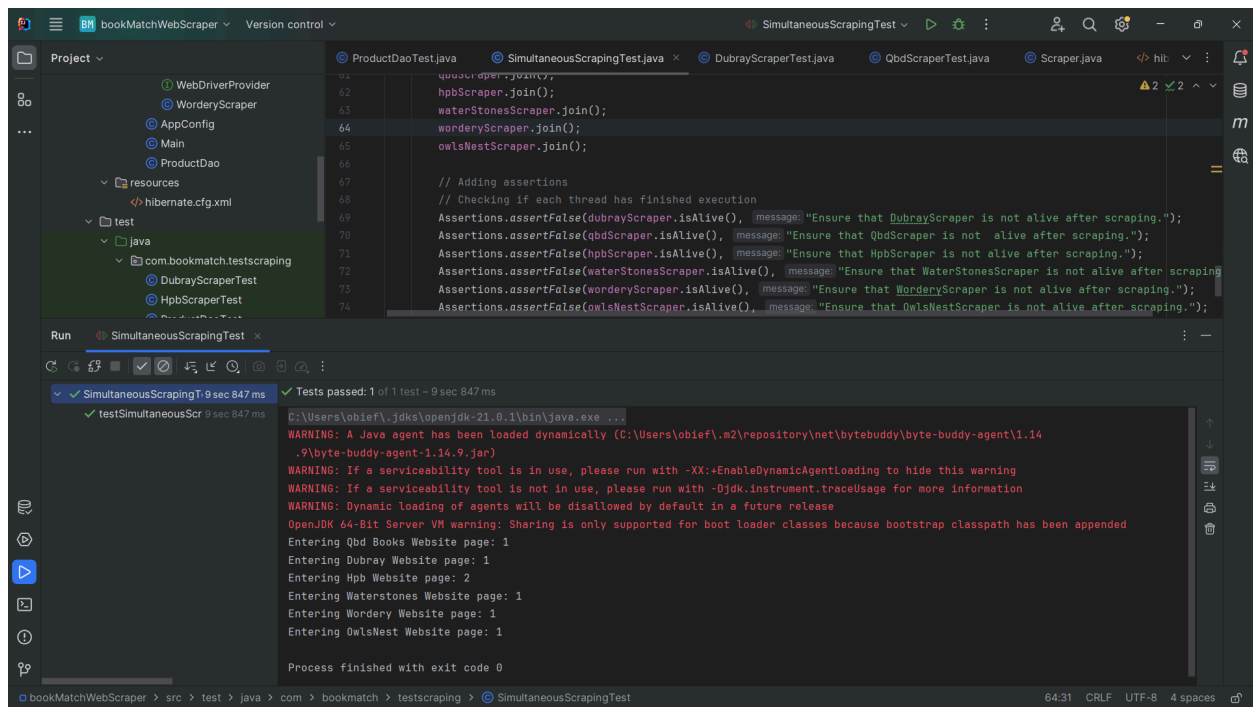 BM bookMatchWebScraper Version control SimultaneousScrapingTest
Project
ProductDaoTest.java SimultaneousScrapingTest.java DubrayScraperTest.java QbdScraperTest.java Scraper.java </> hib
WebDriverProvider
WorderyScraper
AppConfig
Main
ProductDao
resources
</> hibernate.cfg.xml
test
java
com.bookmatch.testscraping
DubrayScraperTest
HpbScraperTest
ProductDaoTest
61 qbdScraper.join();
62 hpbScraper.join();
63 waterStonesScraper.join();
64 worderyScraper.join();
65 owlsNestScraper.join();
66
67 // Adding assertions
68 // Checking if each thread has finished execution
69 Assertions.assertFalse(dubrayScraper.isAlive(), message: "Ensure that DubrayScraper is not alive after scraping.");
70 Assertions.assertFalse(qbdScraper.isAlive(), message: "Ensure that QbdScraper is not  alive after scraping.");
71 Assertions.assertFalse(hpbScraper.isAlive(), message: "Ensure that HpbScraper is not alive after scraping.");
72 Assertions.assertFalse(waterStonesScraper.isAlive(), message: "Ensure that WaterStonesScraper is not alive after scraping
73 Assertions.assertFalse(worderyScraper.isAlive(), message: "Ensure that WorderyScraper is not alive after scraping.");
74 Assertions.assertFalse(owlsNestScraper.isAlive(), message: "Ensure that OwlsNestScraper is not alive after scraping.");
2 2
m
Run SimultaneousScrapingTest
SimultaneousScrapingT 9 sec 847 ms
testSimultaneousScr 9 sec 847 ms
Tests passed: 1 of 1 test – 9 sec 847 ms
C:\Users\obief\.jdks\openjdk-21.0.1\bin\java.exe ...
WARNING: A Java agent has been loaded dynamically (C:\Users\obief\.m2\repository\net\bytebuddy\byte-buddy-agent\1.14
.9\byte-buddy-agent-1.14.9.jar)
WARNING: If a serviceability tool is in use, please run with -XX:+EnableDynamicAgentLoading to hide this warning
WARNING: If a serviceability tool is not in use, please run with -Djdk.instrument.traceUsage for more information
WARNING: Dynamic loading of agents will be disallowed by default in a future release
OpenJDK 64-Bit Server VM warning: Sharing is only supported for boot loader classes because bootstrap classpath has been appended
Entering Qbd Books Website page: 1
Entering Dubray Website page: 1
Entering Hpb Website page: 2
Entering Waterstones Website page: 1
Entering Wordery Website page: 1
Entering OwlsNest Website page: 1
Process finished with exit code 0
bookMatchWebScraper > src > test > java > com > bookmatch > testscraping > SimultaneousScrapingTest 64:31 CRLF UTF-8 4 spaces